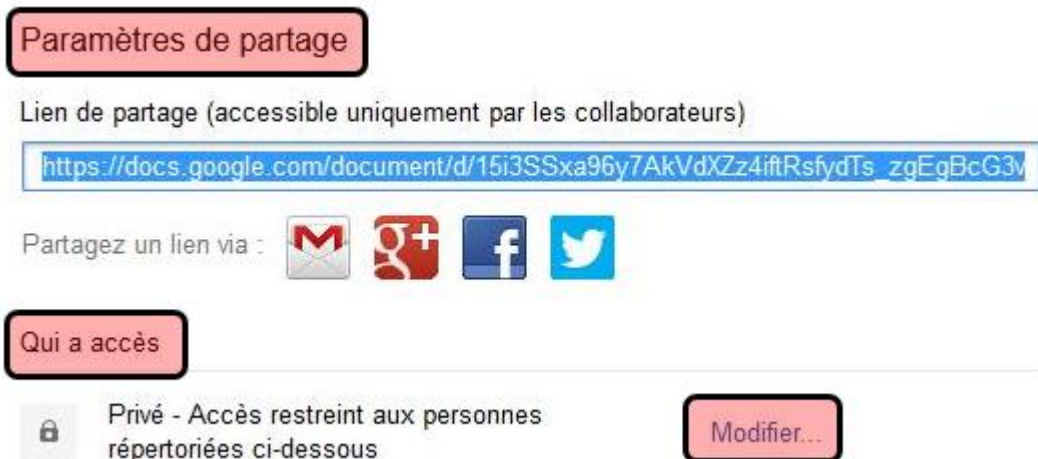 Paramètres de partage
Lien de partage (accessible uniquement par les collaborateurs)
https://docs.google.com/document/d/15i3SSxa96y7AkVdXZz4iftRsfydTs_zgEgBcG3v
Partagez un lien via :
Qui a accès
Privé - Accès restreint aux personnes
répertoriées ci-dessous
Modifier...